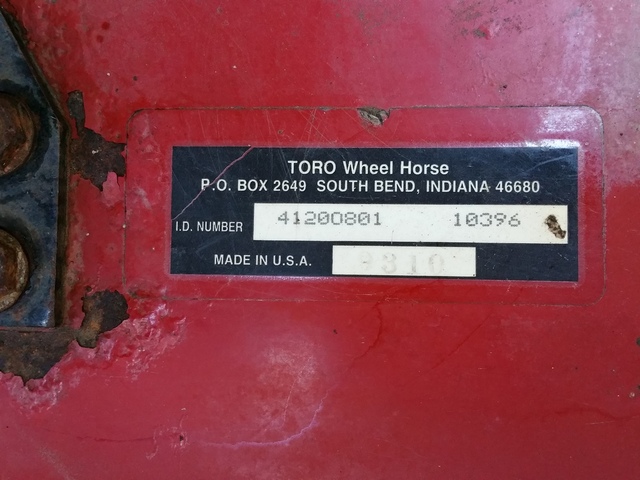 TORO Wheel Horse
P.O. BOX 2649 SOUTH BEND, INDIANA 46680
I.D. NUMBER 41200801 10396
MADE IN U.S.A.